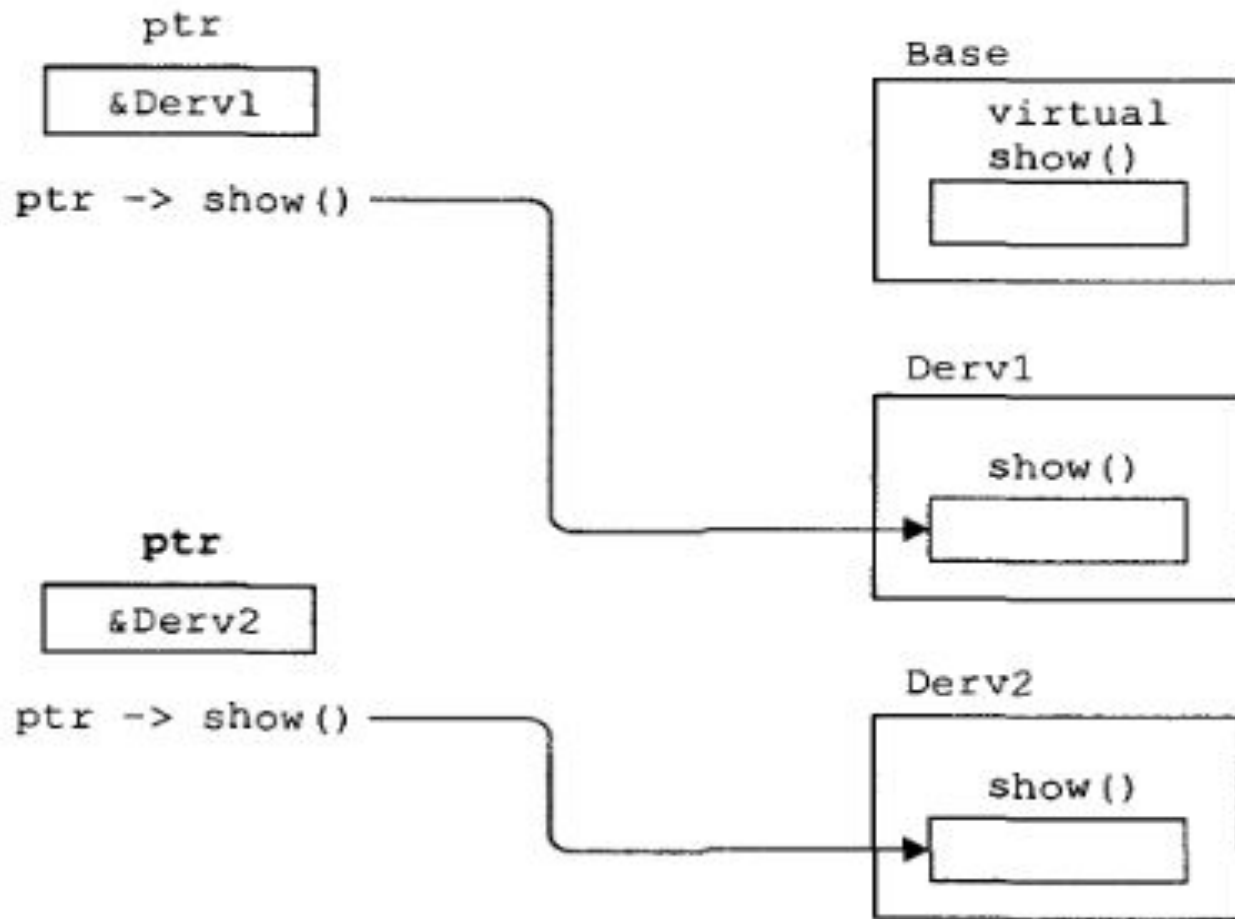 ptr
&Derv1
ptr -> show()
Base
virtual
show()
Derv1
show()
ptr
&Derv2
ptr -> show()
Derv2
show()